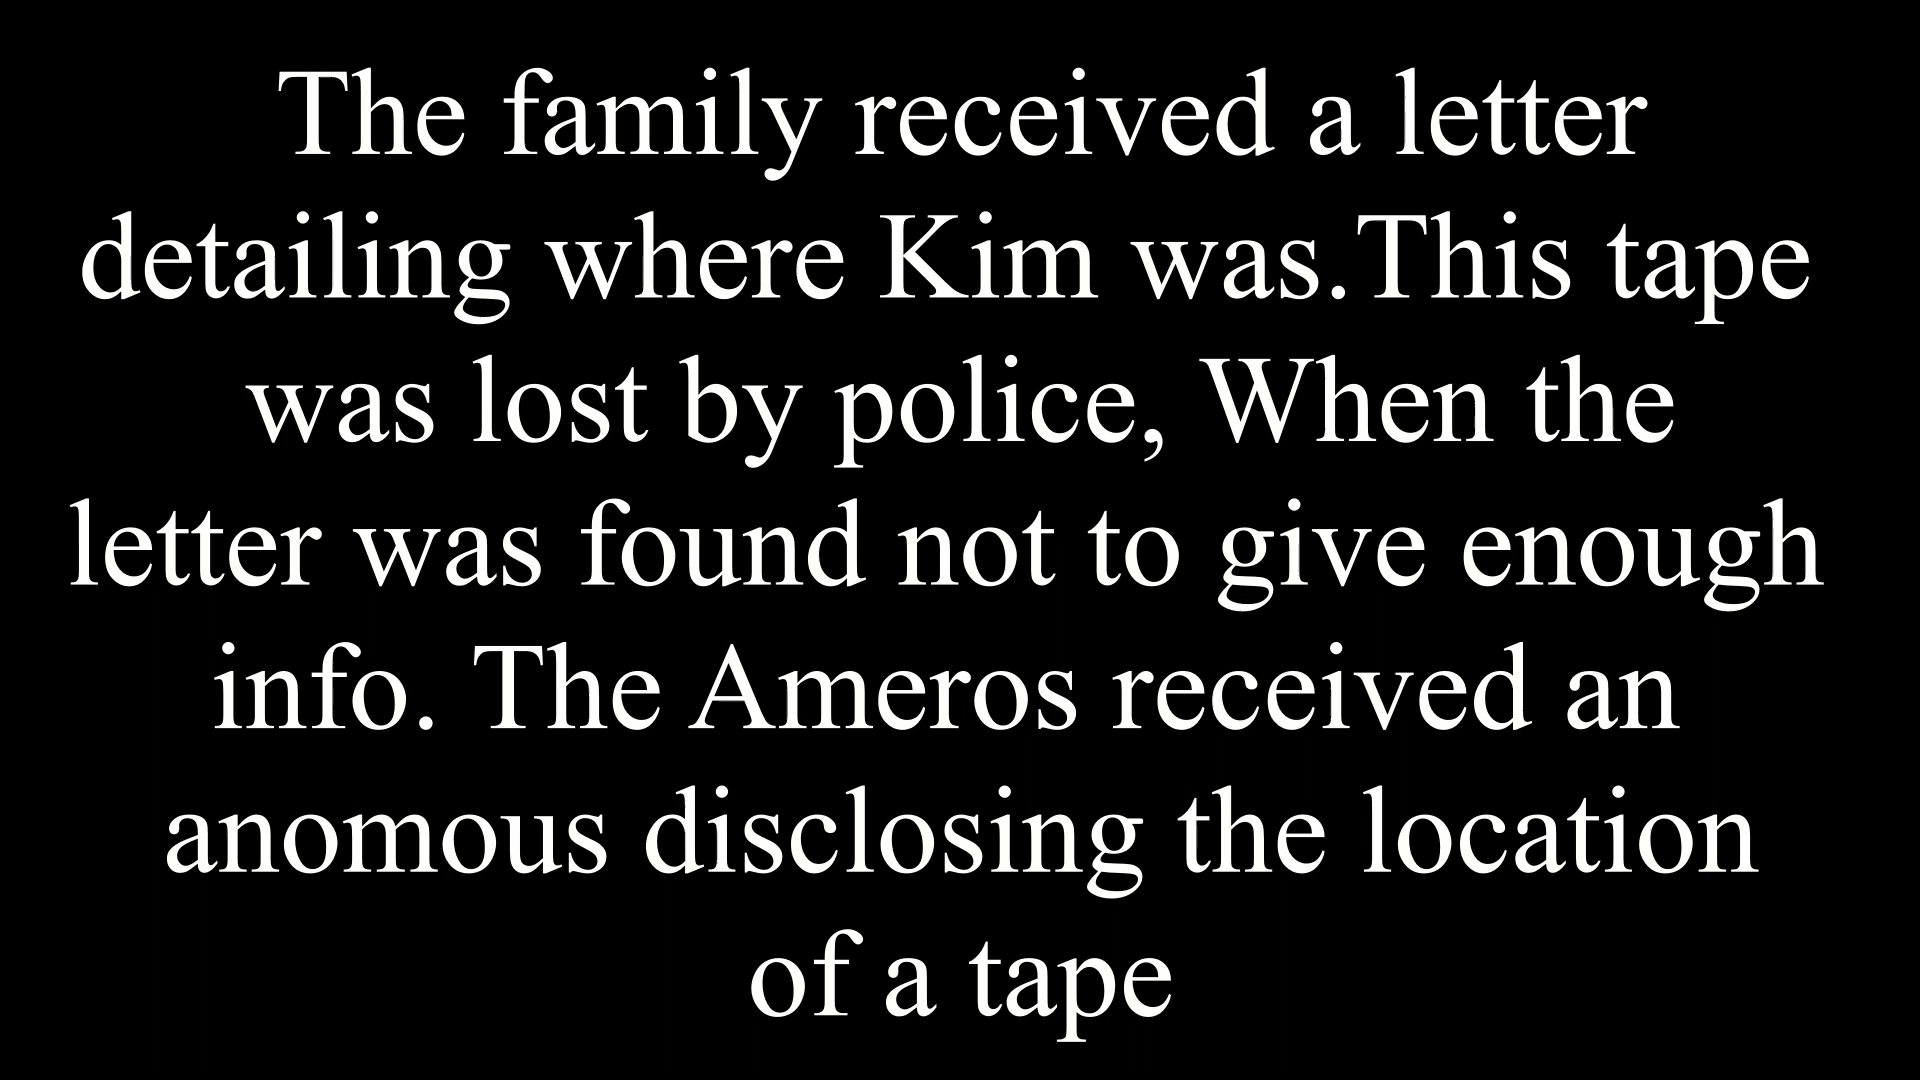 The family received a letter
detailing where Kim was.This tape
was lost by police, When the
letter was found not to give enough
info. The Ameros received an
anomous disclosing the location
of a tape